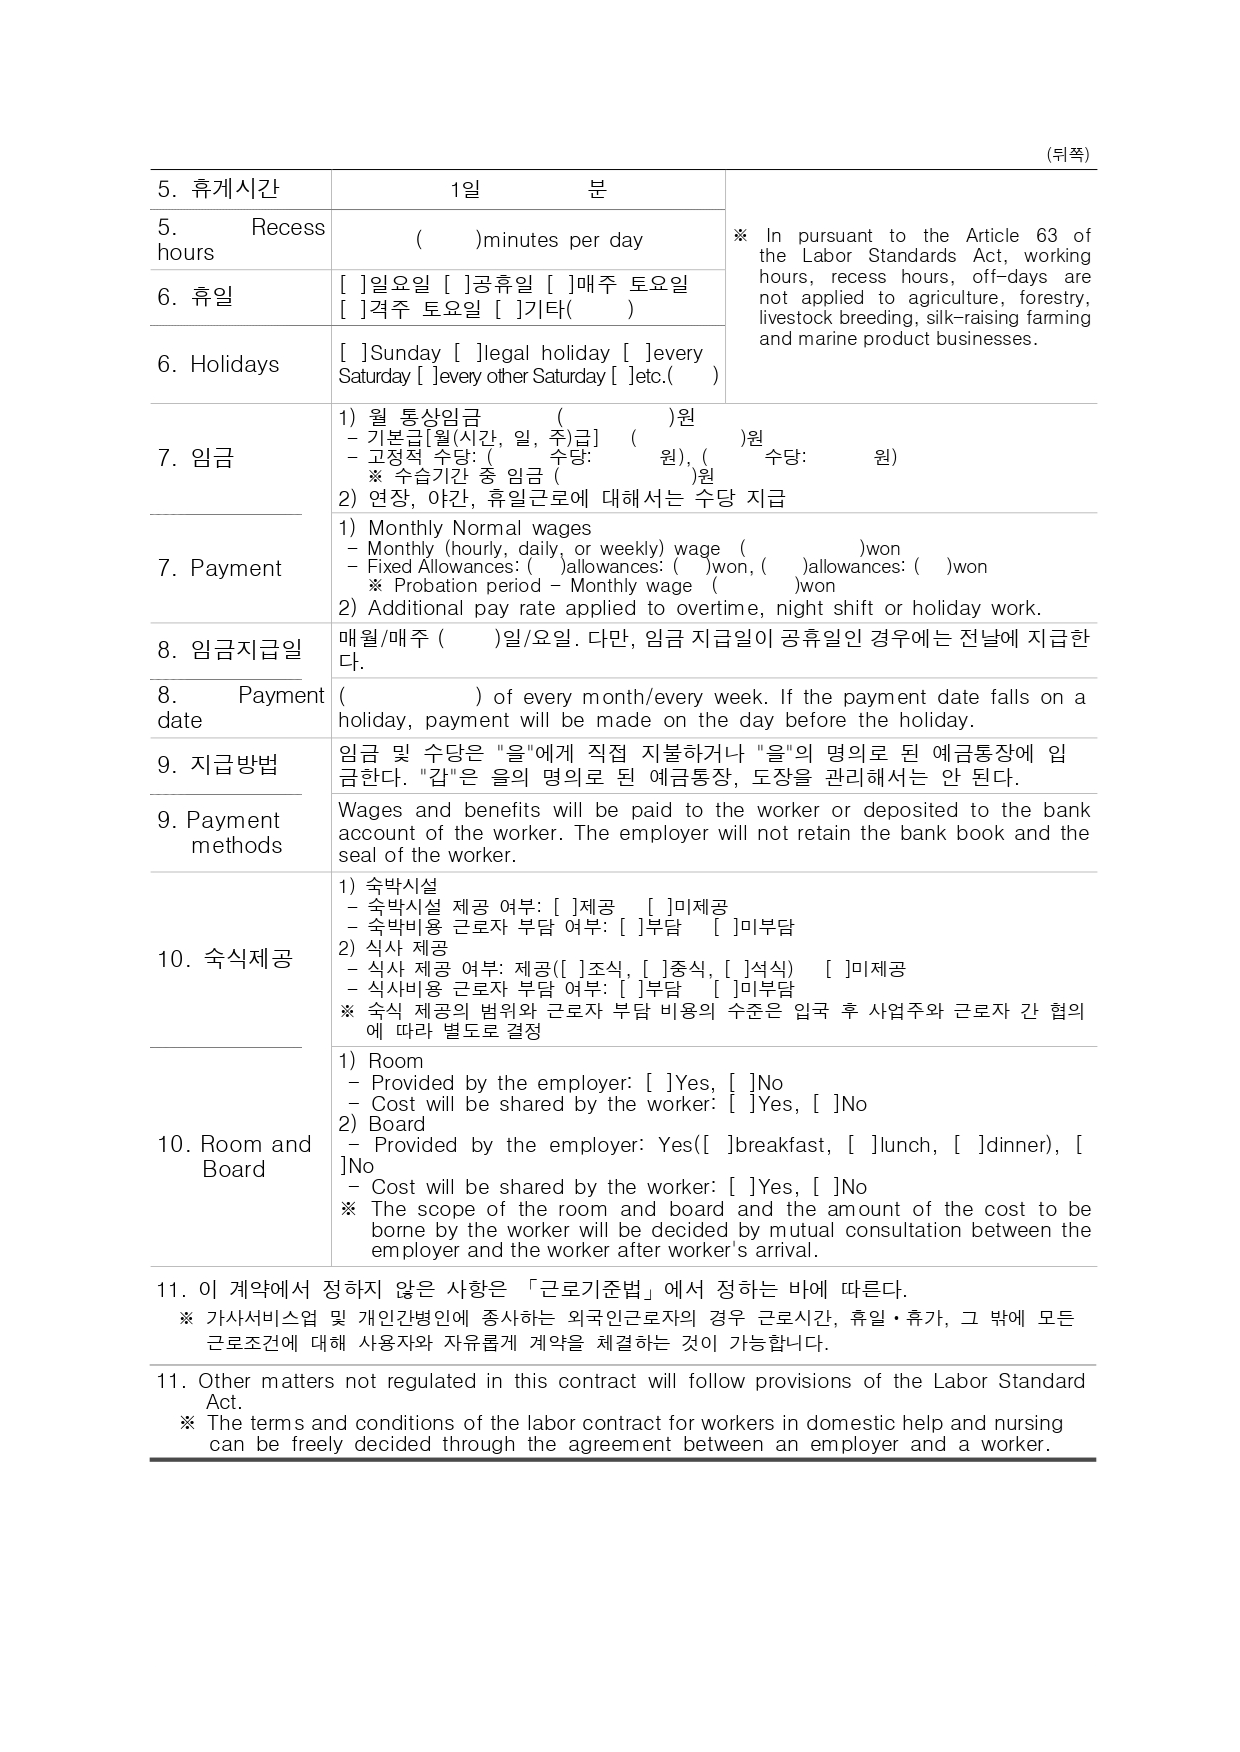 (뒤쪽)
5. 휴게시간
1일 분
5. Recess
hours
( )minutes per day
※ In pursuant to the Article 63 of
the Labor Standards Act, working
hours, recess hours, off-days are
not applied to agriculture, forestry,
livestock breeding, silk-raising farming
and marine product businesses.
6. 휴일
[ ]일요일 [ ]공휴일 [ ]매주 토요일
[ ]격주 토요일 [ ]기타( )
6. Holidays
[ ]Sunday [ ]legal holiday [ ]every
Saturday [ ]every other Saturday [ ]etc.( )
7. 임금
1) 월 통상임금 ( )원
- 기본급[월(시간, 일, 주)급] ( )원
- 고정적 수당: ( 수당: 원), ( 수당: 원)
※ 수습기간 중 임금 ( )원
2) 연장, 야간, 휴일근로에 대해서는 수당 지급
7. Payment
1) Monthly Normal wages
- Monthly (hourly, daily, or weekly) wage ( )won
- Fixed Allowances: ( )allowances: ( )won, ( )allowances: ( )won
※ Probation period - Monthly wage ( )won
2) Additional pay rate applied to overtime, night shift or holiday work.
8. 임금지급일
매월/매주 ( )일/요일. 다만, 임금 지급일이 공휴일인 경우에는 전날에 지급한
다.
8. Payment
date
( ) of every month/every week. If the payment date falls on a
holiday, payment will be made on the day before the holiday.
9. 지급방법
임금 및 수당은 "을"에게 직접 지불하거나 "을"의 명의로 된 예금통장에 입
금한다. "갑"은 을의 명의로 된 예금통장, 도장을 관리해서는 안 된다.
9. Payment
methods
Wages and benefits will be paid to the worker or deposited to the bank
account of the worker. The employer will not retain the bank book and the
seal of the worker.
10. 숙식제공
1) 숙박시설
- 숙박시설 제공 여부: [ ]제공 [ ]미제공
- 숙박비용 근로자 부담 여부: [ ]부담 [ ]미부담
2) 식사 제공
- 식사 제공 여부: 제공([ ]조식, [ ]중식, [ ]석식) [ ]미제공
- 식사비용 근로자 부담 여부: [ ]부담 [ ]미부담
※ 숙식 제공의 범위와 근로자 부담 비용의 수준은 입국 후 사업주와 근로자 간 협의
에 따라 별도로 결정
10. Room and
Board
1) Room
- Provided by the employer: [ ]Yes, [ ]No
- Cost will be shared by the worker: [ ]Yes, [ ]No
2) Board
- Provided by the employer: Yes([ ]breakfast, [ ]lunch, [ ]dinner), [
]No
- Cost will be shared by the worker: [ ]Yes, [ ]No
※ The scope of the room and board and the amount of the cost to be
borne by the worker will be decided by mutual consultation between the
employer and the worker after worker's arrival.
11. 이 계약에서 정하지 않은 사항은 「근로기준법」에서 정하는 바에 따른다.
※ 가사서비스업 및 개인간병인에 종사하는 외국인근로자의 경우 근로시간, 휴일・휴가, 그 밖에 모든
근로조건에 대해 사용자와 자유롭게 계약을 체결하는 것이 가능합니다.
11. Other matters not regulated in this contract will follow provisions of the Labor Standard
Act.
※ The terms and conditions of the labor contract for workers in domestic help and nursing
can be freely decided through the agreement between an employer and a worker.